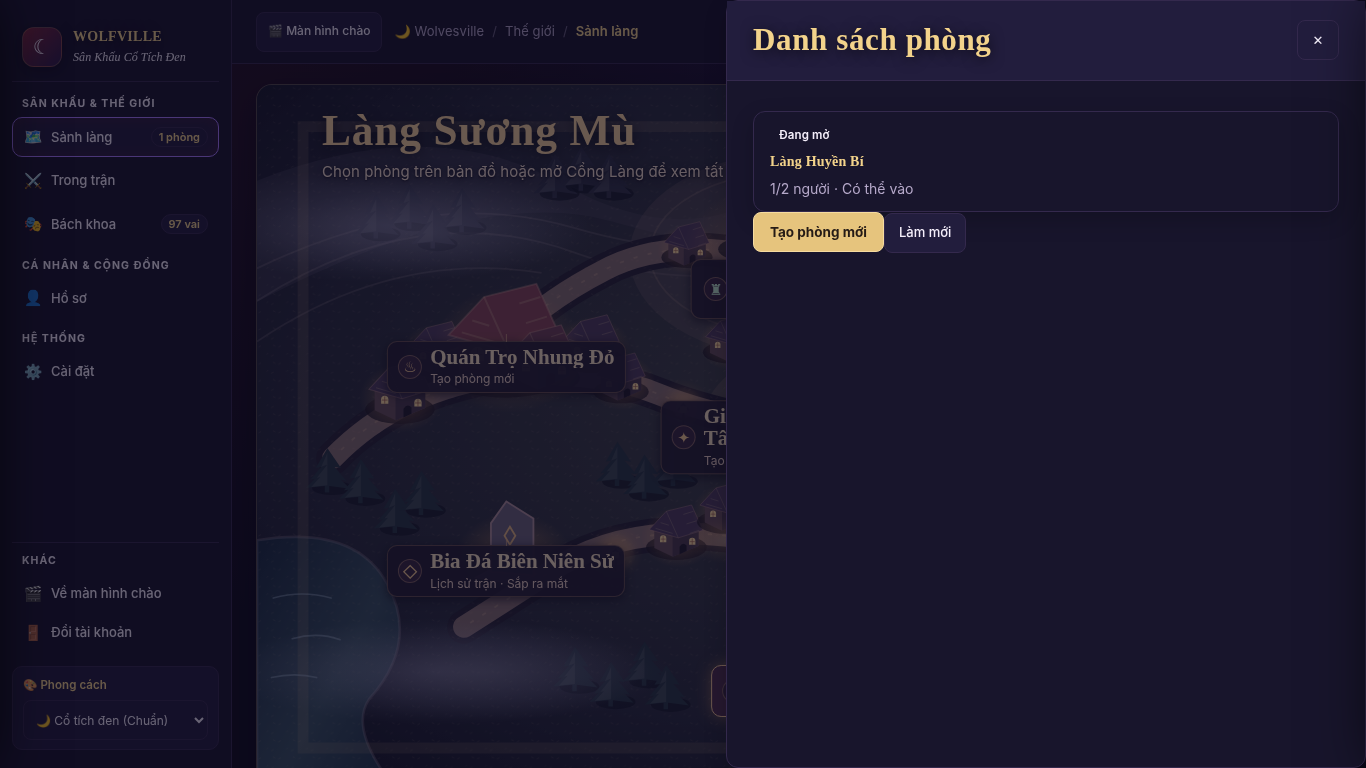 WOLFVILLE
Sân Khấu Cổ Tích Đen
SÂN KHẤU & THẾ GIỚI
🗺️ Sảnh làng 1 phòng
⚔️ Trong trận
🎭 Bách khoa 97 vai
CÁ NHÂN & CỘNG ĐỒNG
👤 Hồ sơ
HỆ THỐNG
⚙️ Cài đặt
KHÁC
🎬 Về màn hình chào
🚪 Đổi tài khoản
🎨 Phong cách
🌙 Cổ tích đen (Chuẩn)
🎬 Màn hình chào
🌙 Wolvesville / Thế giới / Sảnh làng
Làng Sương Mù
Chọn phòng trên bản đồ hoặc mở Cổng Làng để xem tất
Quán Trọ Nhung Đỏ
Tạo phòng mới
Gi
Tâ
Tạo
Bia Đá Biên Niên Sử
Lịch sử trận · Sắp ra mắt
Danh sách phòng
×
Đang mở
Làng Huyền Bí
1/2 người · Có thể vào
Tạo phòng mới
Làm mới